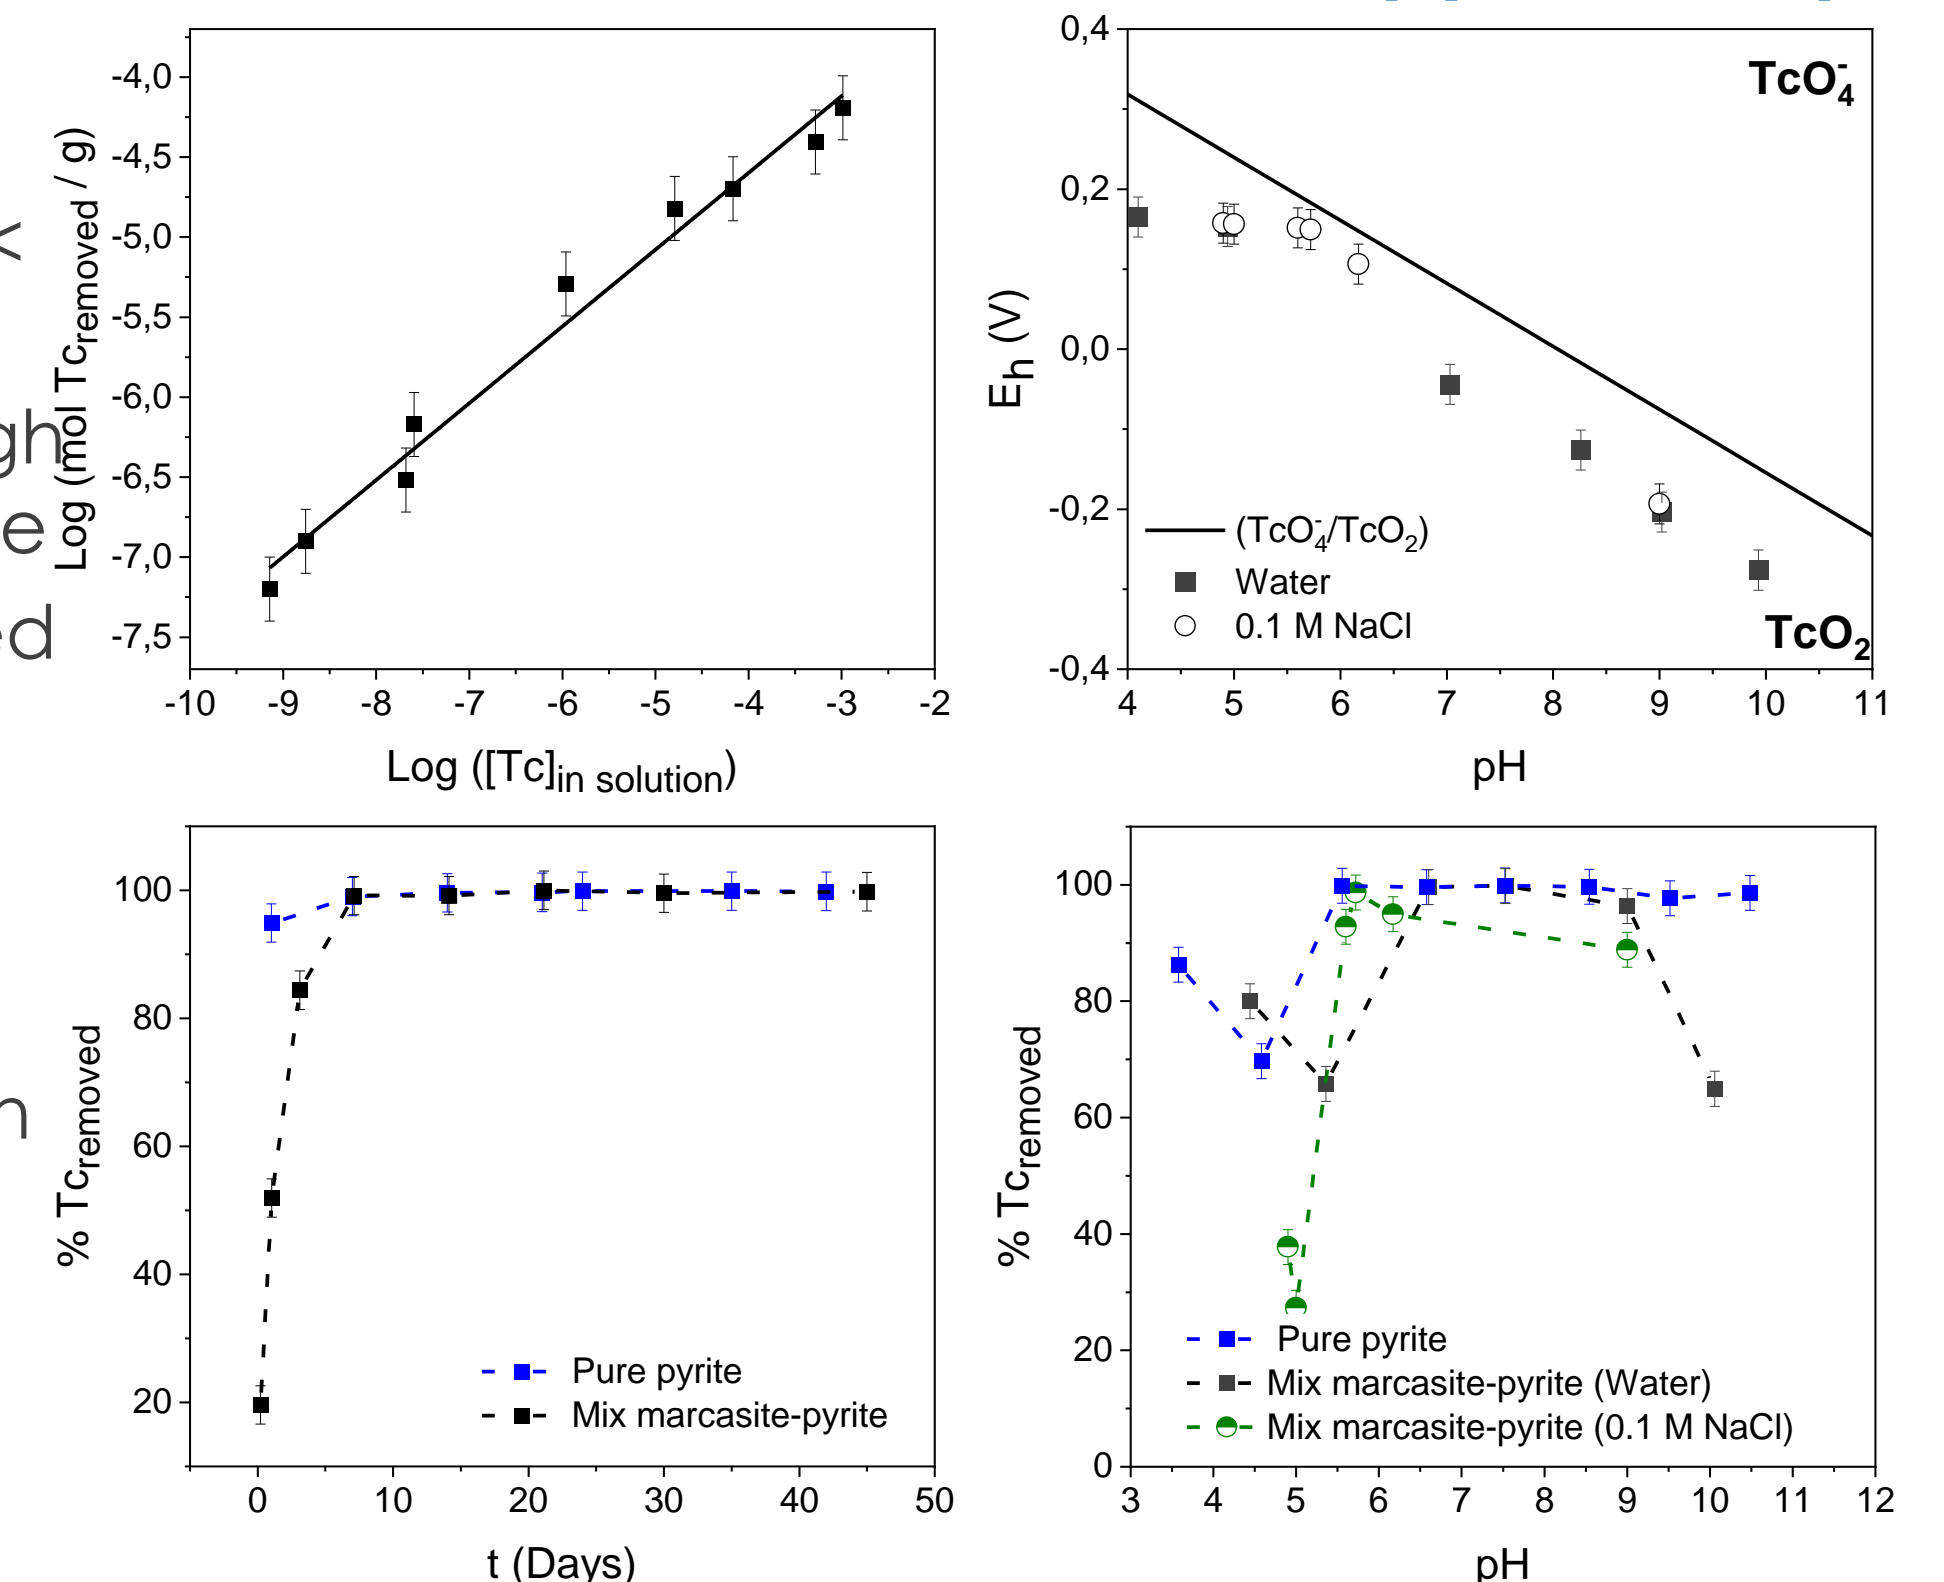 -4,0
-4,5
-5,0
-5,5
-6,0
-6,5
-7,0
-7,5
Log (mol Tcremoved / g)
-10 -9 -8 -7 -6 -5 -4 -3 -2
Log ([Tc]in solution)
0,4
0,2
0,0
-0,2
-0,4
Eh (V)
TcO4-
(TcO4-/TcO2)
Water
0.1 M NaCl
TcO2
4 5 6 7 8 9 10 11
pH
100
80
60
40
20
% Tcremoved
Pure pyrite
Mix marcasite-pyrite
0 10 20 30 40 50
t (Days)
100
80
60
40
20
0
% Tcremoved
Pure pyrite
Mix marcasite-pyrite (Water)
Mix marcasite-pyrite (0.1 M NaCl)
3 4 5 6 7 8 9 10 11 12
pH
gh
e
ed